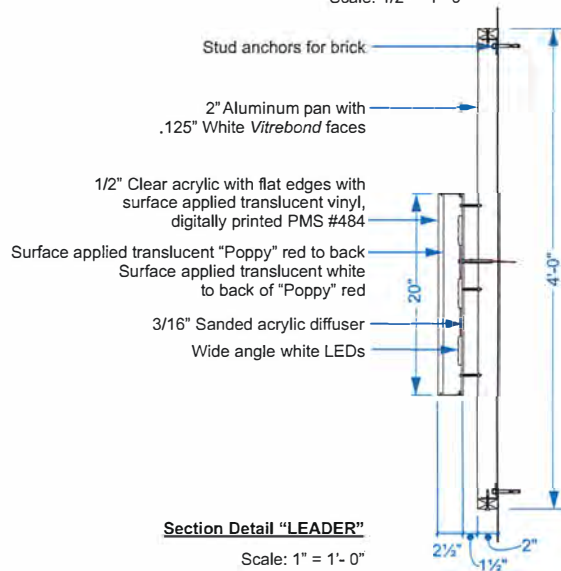 Stud anchors for brick
2" Aluminum pan with
.125" White Vitrebond faces
1/2" Clear acrylic with flat edges with
surface applied translucent vinyl,
digitally printed PMS #484
Surface applied translucent "Poppy" red to back
Surface applied translucent white
to back of "Poppy" red
3/16" Sanded acrylic diffuser
Wide angle white LEDs
20"
4'-0"
Section Detail "LEADER"
Scale: 1" = 1'- 0"
2½"
1½"
2"